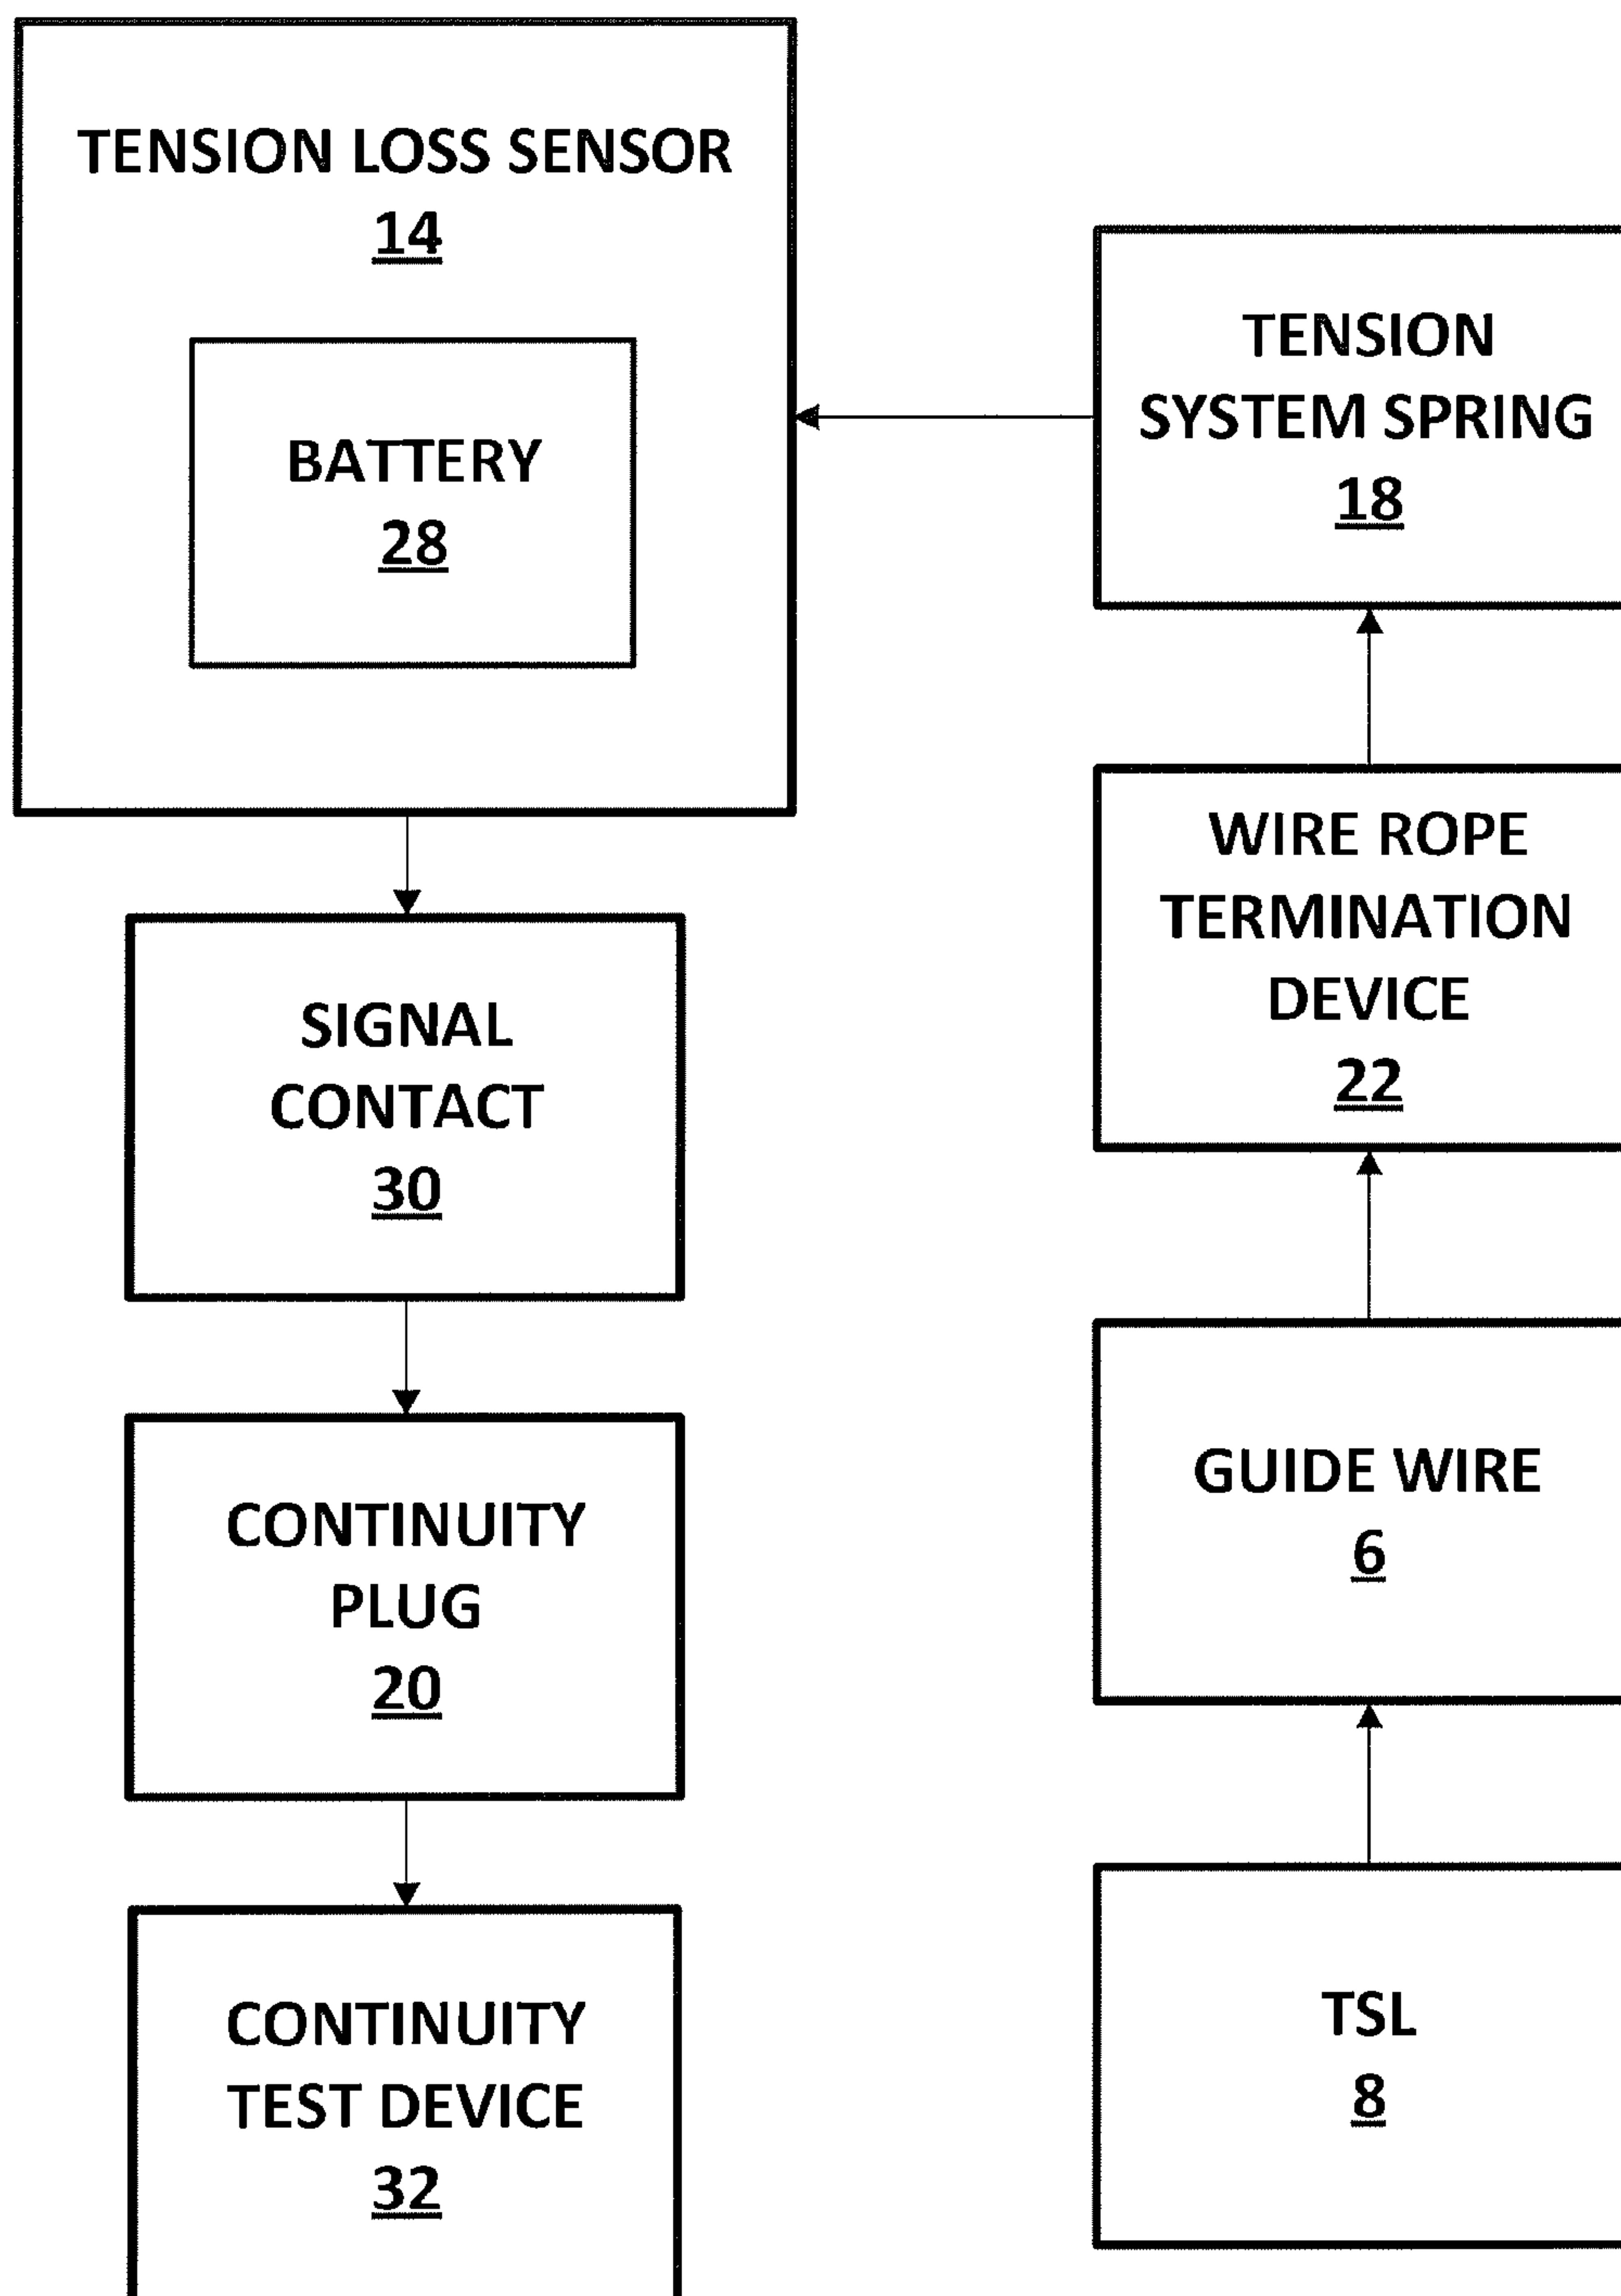 TENSION LOSS SENSOR
14
BATTERY
28
TENSION
SYSTEM SPRING
18
WIRE ROPE
TERMINATION
DEVICE
22
SIGNAL
CONTACT
30
GUIDE WIRE
6
CONTINUITY
PLUG
20
TSL
8
CONTINUITY
TEST DEVICE
32